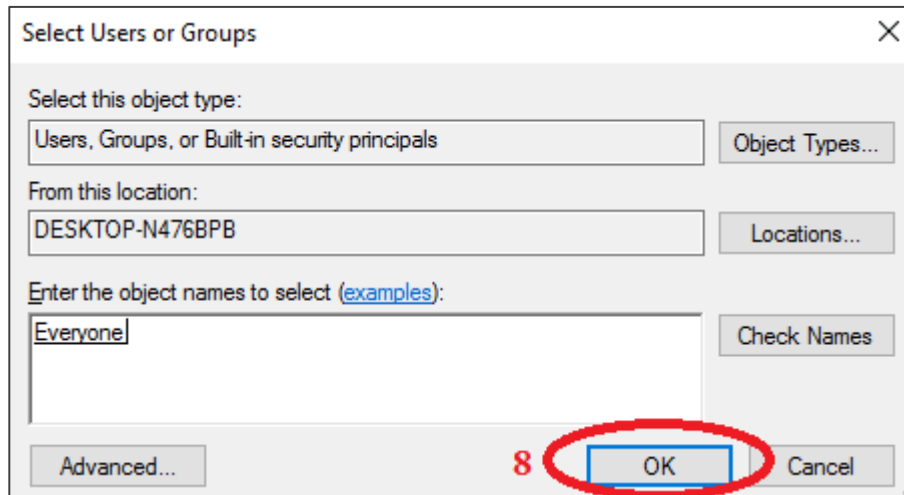 Select Users or Groups
Select this object type:
Users, Groups, or Built-in security principals
Object Types...
From this location:
DESKTOP-N476BPB
Locations...
Enter the object names to select (examples):
Everyone
Check Names
Advanced...
8
OK
Cancel